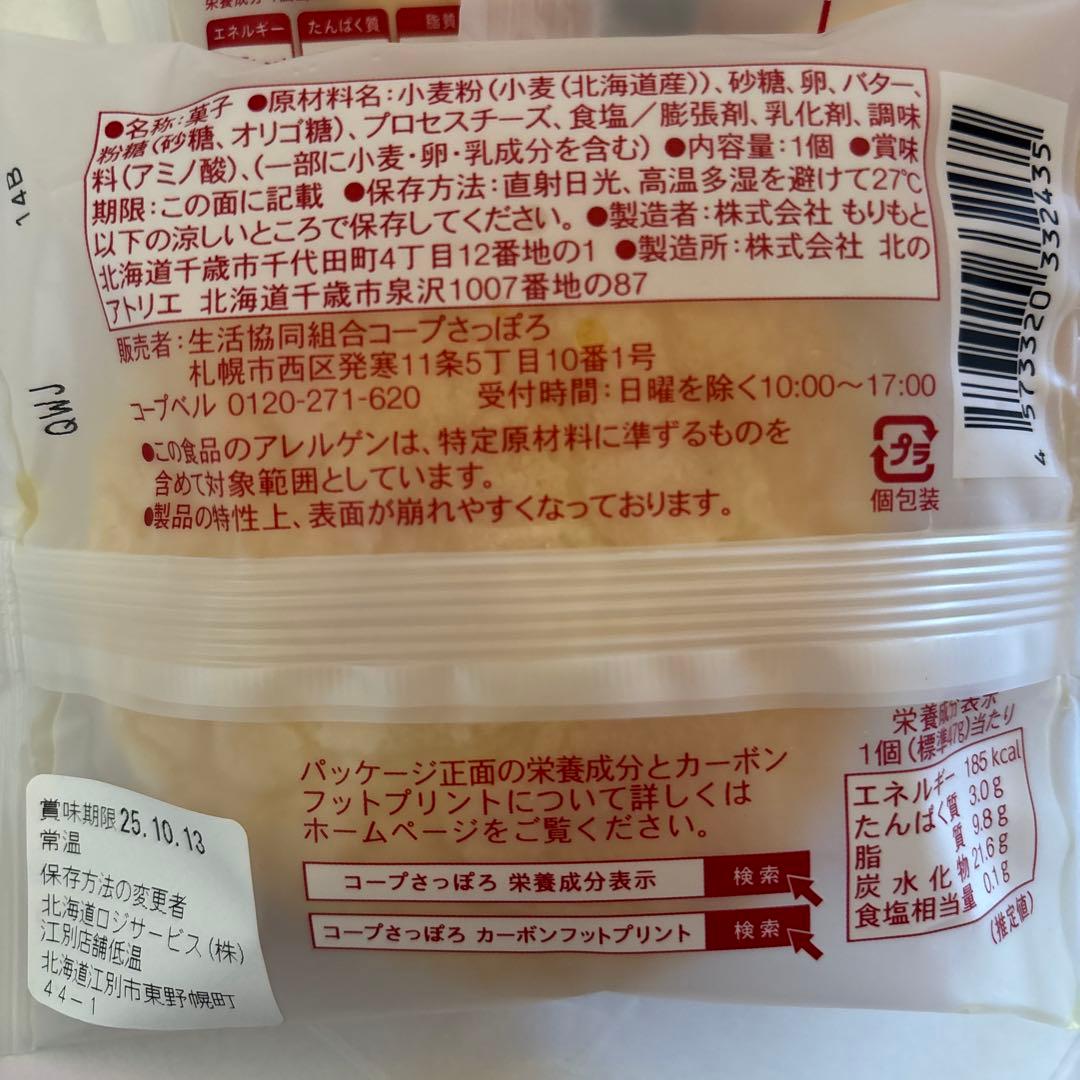 エネルギー たんぱく質 脂質
●名称：菓子 ●原材料名：小麦粉（小麦（北海道産））、砂糖、卵、バター、
粉糖（砂糖、オリゴ糖）、プロセスチーズ、食塩／膨張剤、乳化剤、調味
料（アミノ酸）、（一部に小麦・卵・乳成分を含む） ●内容量：1個 ●賞味
期限：この面に記載 ●保存方法：直射日光、高温多湿を避けて27℃
以下の涼しいところで保存してください。 ●製造者：株式会社 もりもと
北海道千歳市千代田町4丁目12番地の1 ●製造所：株式会社 北の
アトリエ 北海道千歳市泉沢1007番地の87
販売者：生活協同組合コープさっぽろ
札幌市西区発寒11条5丁目10番1号
コープベル 0120-271-620 受付時間：日曜を除く10:00～17:00
●この食品のアレルゲンは、特定原材料に準ずるものを
含めて対象範囲としています。
●製品の特性上、表面が崩れやすくなっております。
プラ
個包装
4 573320 332435
14B
QWJ
パッケージ正面の栄養成分とカーボン
フットプリントについて詳しくは
ホームページをご覧ください。
コープさっぽろ 栄養成分表示 検索
コープさっぽろ カーボンフットプリント 検索
栄養成分表示
1個（標準47g）当たり
エネルギー 185kcal
たんぱく質 3.0g
脂質 9.8g
炭水化物 21.6g
食塩相当量 0.1g
（推定値）
賞味期限25.10.13
常温
保存方法の変更者
北海道ロジサービス（株）
江別店舗低温
北海道江別市東野幌町
44-1